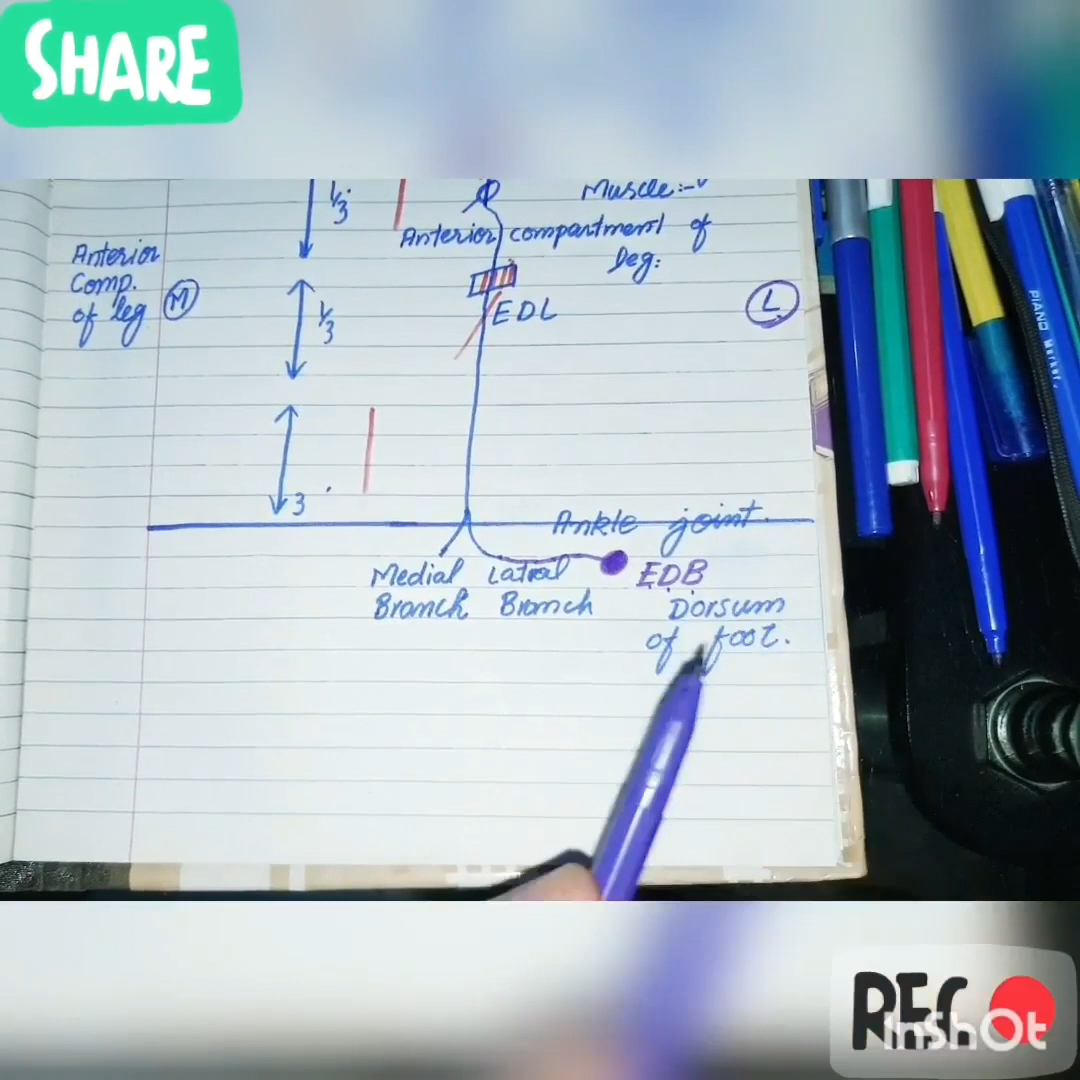 SHARE
1/3
Muscle:-
Anterior compartment of
leg:
Anterior
Comp.
of leg
M
1/3
EDL
L
PIANO Marker.
3
Ankle joint.
Medial Latral EDB
Branch Branch Dorsum
of foot.
REC
InShOt